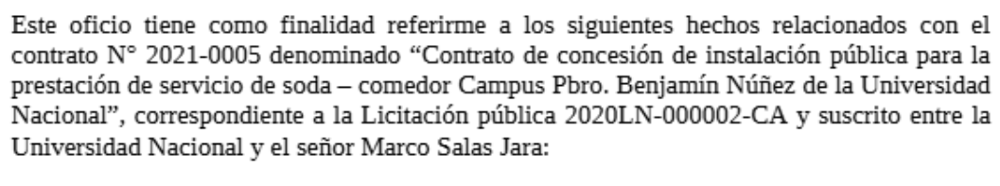 Este oficio tiene como finalidad referirme a los siguientes hechos relacionados con el
contrato N° 2021-0005 denominado “Contrato de concesión de instalación pública para la
prestación de servicio de soda – comedor Campus Pbro. Benjamín Núñez de la Universidad
Nacional”, correspondiente a la Licitación pública 2020LN-000002-CA y suscrito entre la
Universidad Nacional y el señor Marco Salas Jara: